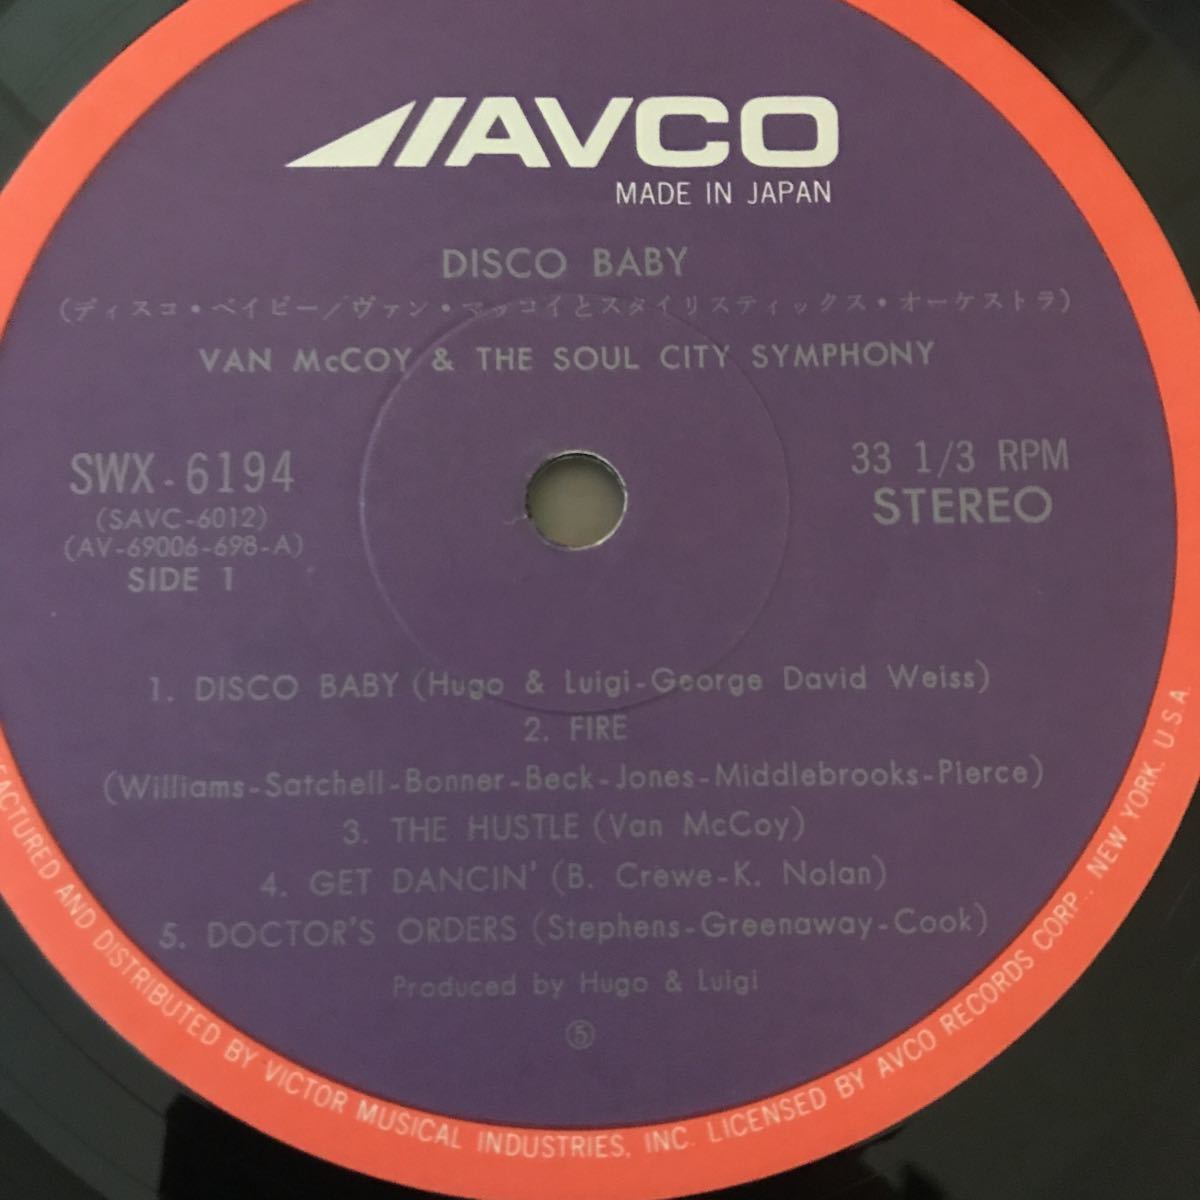 AVCO
MADE IN JAPAN
DISCO BABY
(ディスコ・ベイビー/ヴァン・マッコイとスタイリスティックス・オーケストラ)
VAN McCOY & THE SOUL CITY SYMPHONY
SWX-6194
(SAVC-6012)
(AV-69006-698-A)
SIDE 1
33 1/3 RPM
STEREO
1. DISCO BABY (Hugo & Luigi-George David Weiss)
2. FIRE
(Williams-Satchell-Bonner-Beck-Jones-Middlebrooks-Pierce)
3. THE HUSTLE (Van McCoy)
4. GET DANCIN' (B. Crewe-K. Nolan)
5. DOCTOR'S ORDERS (Stephens-Greenaway-Cook)
Produced by Hugo & Luigi
⑤
FACTURED AND DISTRIBUTED BY VICTOR MUSICAL INDUSTRIES, INC. LICENSED BY AVCO RECORDS CORP., NEW YORK, U.S.A.